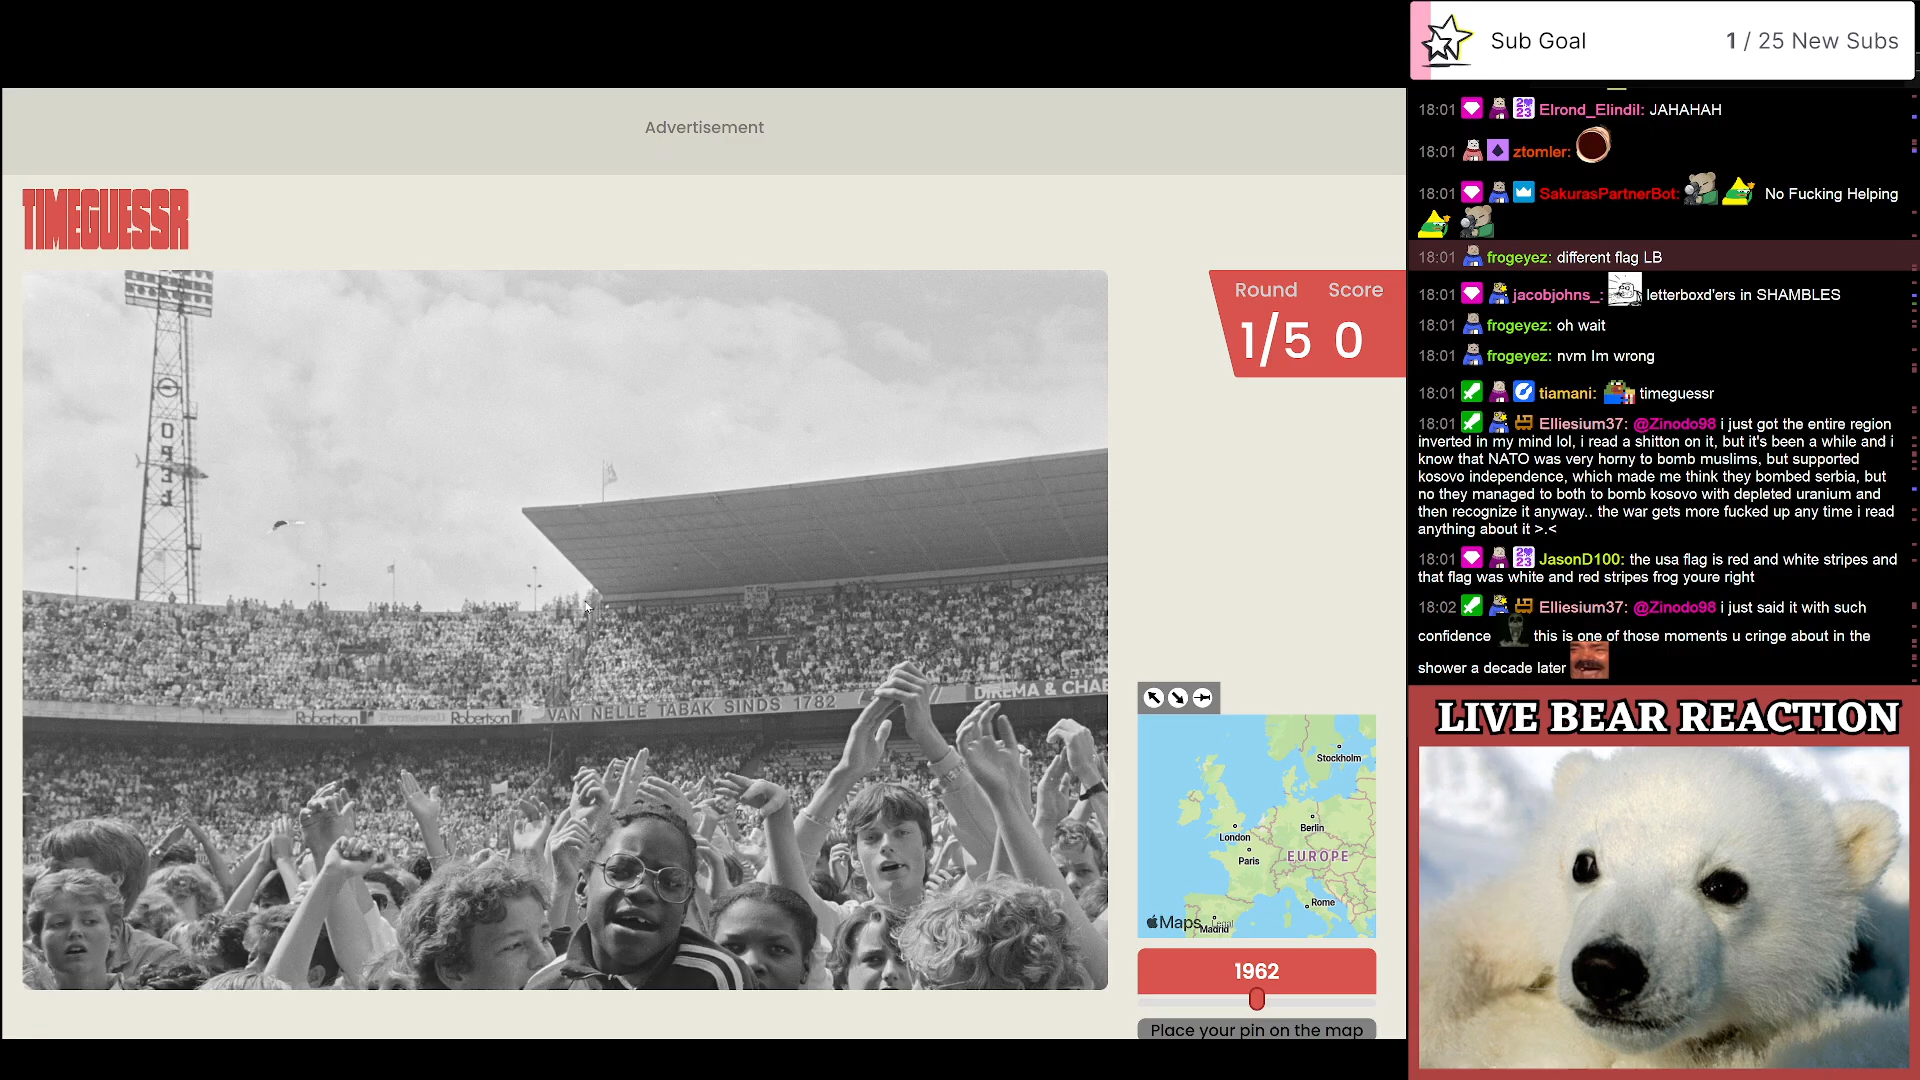 Sub Goal
1 / 25 New Subs
Advertisement
TIMEGUESSR
Round
Score
1/5
0
OPEL
Robertson
Robertson
VAN NELLE TABAK SINDS 1782
DIKEMA & CHAB
Stockholm
Berlin
London
Paris
EUROPE
Rome
Maps
Legal
Madrid
1962
Place your pin on the map
18:01 Elrond_Elindil: JAHAHAH
18:01 ztomler:
18:01 SakurasPartnerBot: No Fucking Helping
18:01 frogeyez: different flag LB
18:01 jacobjohns_: letterboxd'ers in SHAMBLES
18:01 frogeyez: oh wait
18:01 frogeyez: nvm Im wrong
18:01 tiamani: timeguessr
18:01 Elliesium37: @Zinodo98 i just got the entire region
inverted in my mind lol, i read a shitton on it, but it's been a while and i
know that NATO was very horny to bomb muslims, but supported
kosovo independence, which made me think they bombed serbia, but
no they managed to both to bomb kosovo with depleted uranium and
then recognize it anyway.. the war gets more fucked up any time i read
anything about it >.<
18:01 2023 JasonD100: the usa flag is red and white stripes and
that flag was white and red stripes frog youre right
18:02 Elliesium37: @Zinodo98 i just said it with such
confidence this is one of those moments u cringe about in the
shower a decade later
LIVE BEAR REACTION